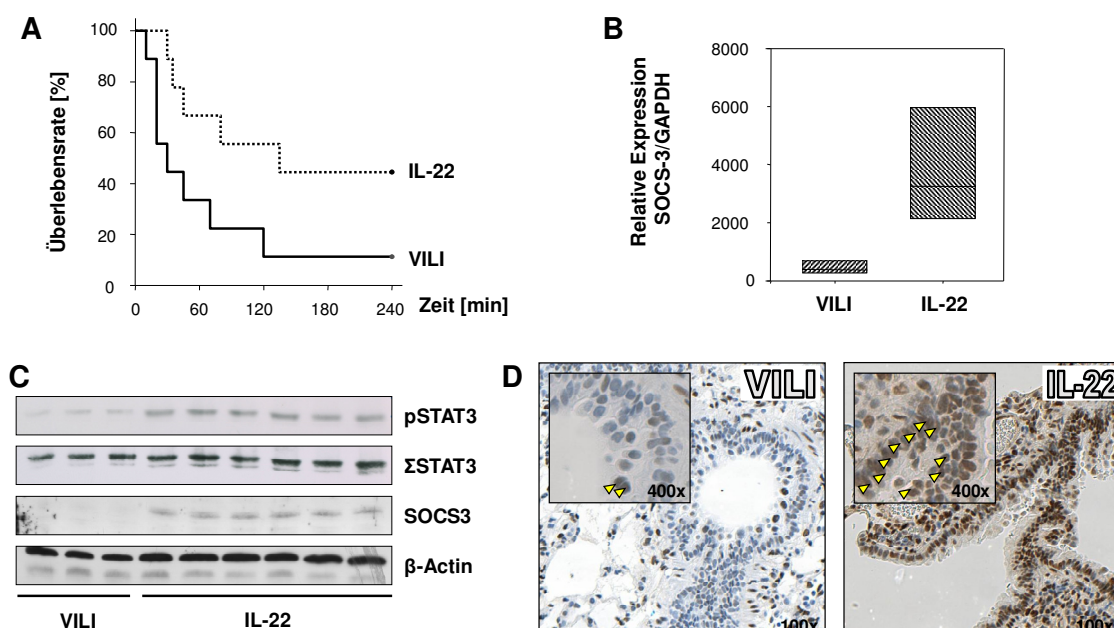 A
Überlebensrate [%]
100
80
60
40
20
0
0 60 120 180 240
Zeit [min]
IL-22
VILI
B
Relative Expression
SOCS-3/GAPDH
8000
6000
4000
2000
0
VILI IL-22
C
pSTAT3
ΣSTAT3
SOCS3
β-Actin
VILI IL-22
D
VILI
400x
100x
IL-22
400x
100x